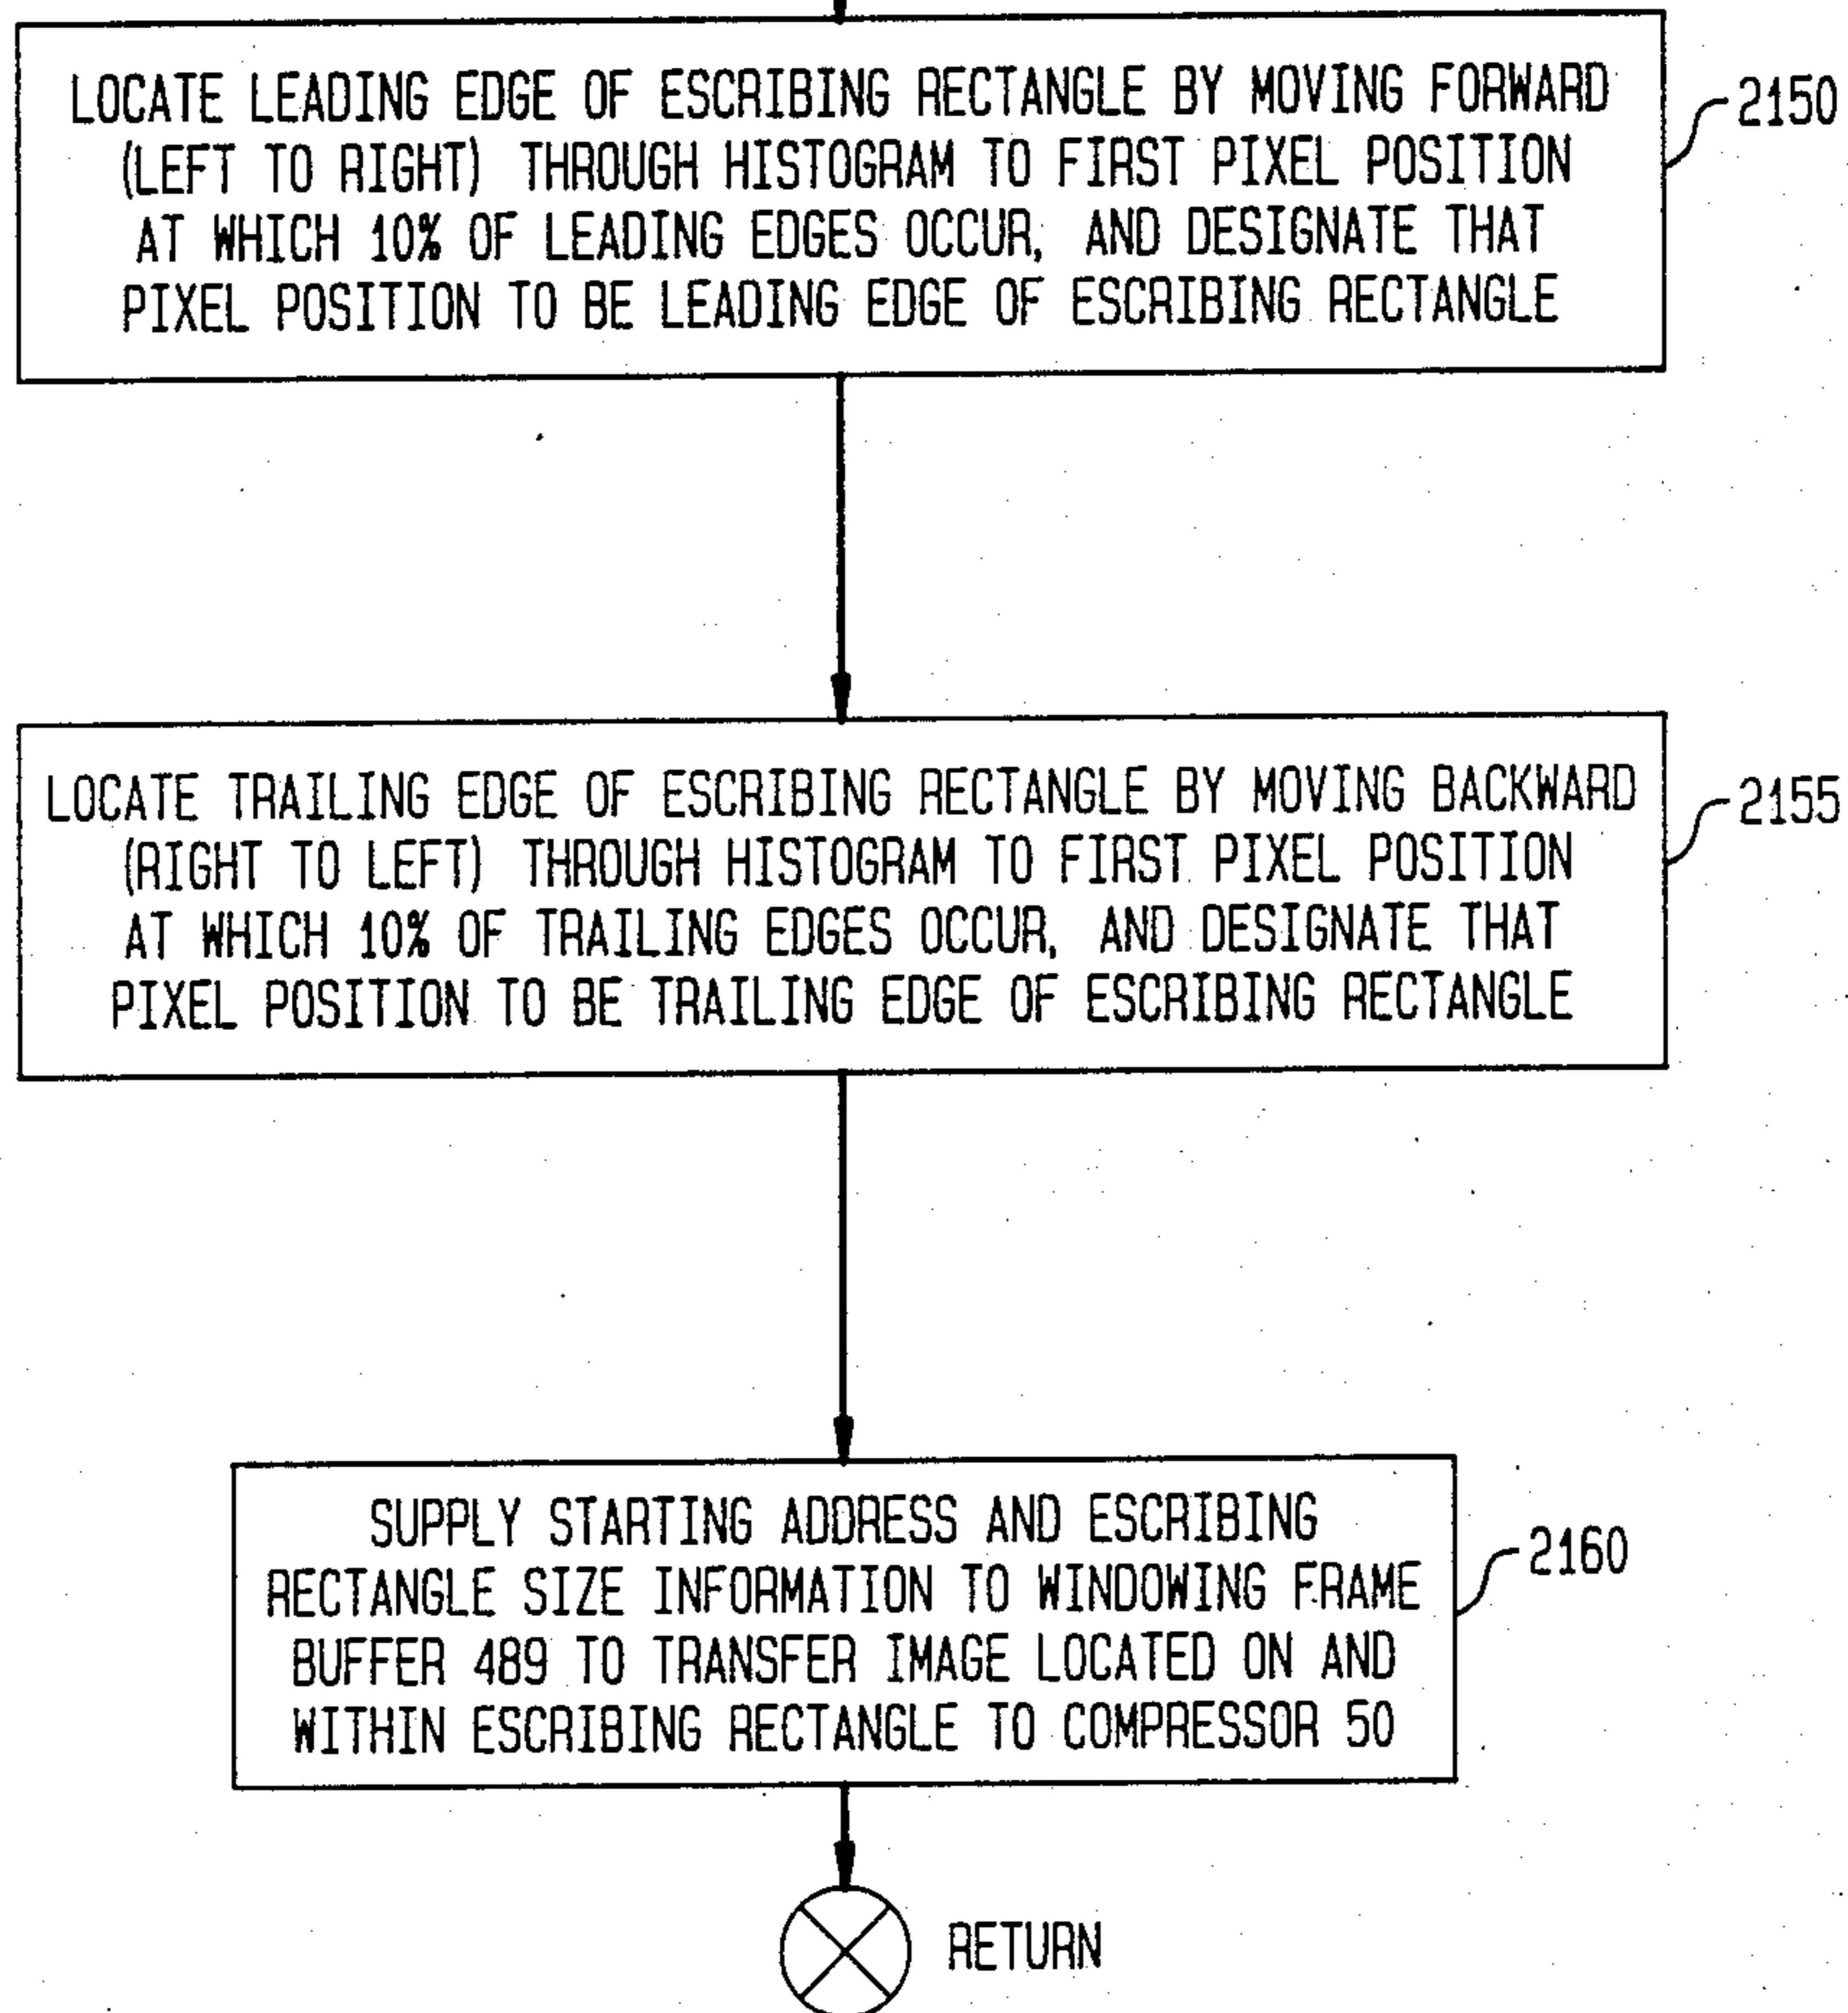 LOCATE LEADING EDGE OF ESCRIBING RECTANGLE BY MOVING FORWARD
(LEFT TO RIGHT) THROUGH HISTOGRAM TO FIRST PIXEL POSITION
AT WHICH 10% OF LEADING EDGES OCCUR, AND DESIGNATE THAT
PIXEL POSITION TO BE LEADING EDGE OF ESCRIBING RECTANGLE
2150
LOCATE TRAILING EDGE OF ESCRIBING RECTANGLE BY MOVING BACKWARD
(RIGHT TO LEFT) THROUGH HISTOGRAM TO FIRST PIXEL POSITION
AT WHICH 10% OF TRAILING EDGES OCCUR, AND DESIGNATE THAT
PIXEL POSITION TO BE TRAILING EDGE OF ESCRIBING RECTANGLE
2155
SUPPLY STARTING ADDRESS AND ESCRIBING
RECTANGLE SIZE INFORMATION TO WINDOWING FRAME
BUFFER 489 TO TRANSFER IMAGE LOCATED ON AND
WITHIN ESCRIBING RECTANGLE TO COMPRESSOR 50
2160
RETURN